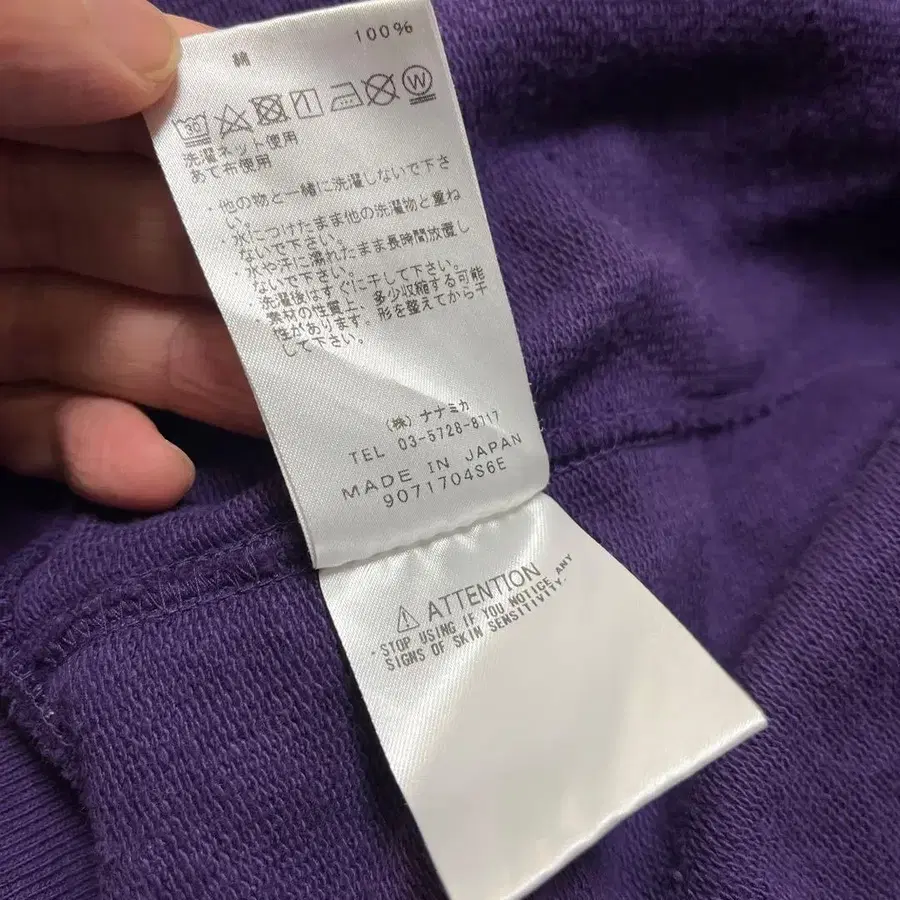 綿 100%
30 W
洗濯ネット使用
あて布使用
・他の物と一緒に洗濯しないで下さ
い。
・水につけたまま他の洗濯物と重ね
ないで下さい。
・水や汗に濡れたまま長時間放置し
ないで下さい。
・洗濯後はすぐに干して下さい。
・素材の性質上、多少収縮する可能
性があります。形を整えてから干
して下さい。
(株) ナナミカ
TEL 03-5728-8717
MADE IN JAPAN
9071704S6E
⚠ ATTENTION
・STOP USING IF YOU NOTICE ANY
SIGNS OF SKIN SENSITIVITY.